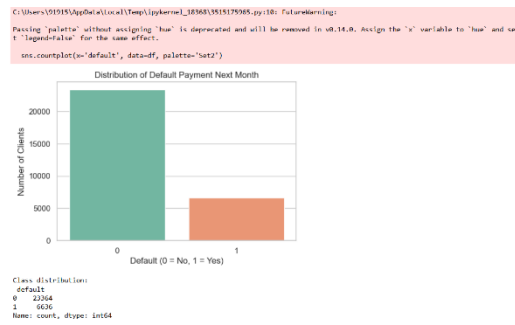 C:\Users\91915\AppData\Local\Temp\ipykernel_18368\3515175965.py:10: FutureWarning:
Passing `palette` without assigning `hue` is deprecated and will be removed in v0.14.0. Assign the `x` variable to `hue` and se
t `legend=False` for the same effect.
sns.countplot(x='default', data=df, palette='Set2')
Distribution of Default Payment Next Month
20000
15000
10000
5000
0
Number of Clients
0 1
Default (0 = No, 1 = Yes)
Class distribution:
default
0 23364
1 6636
Name: count, dtype: int64